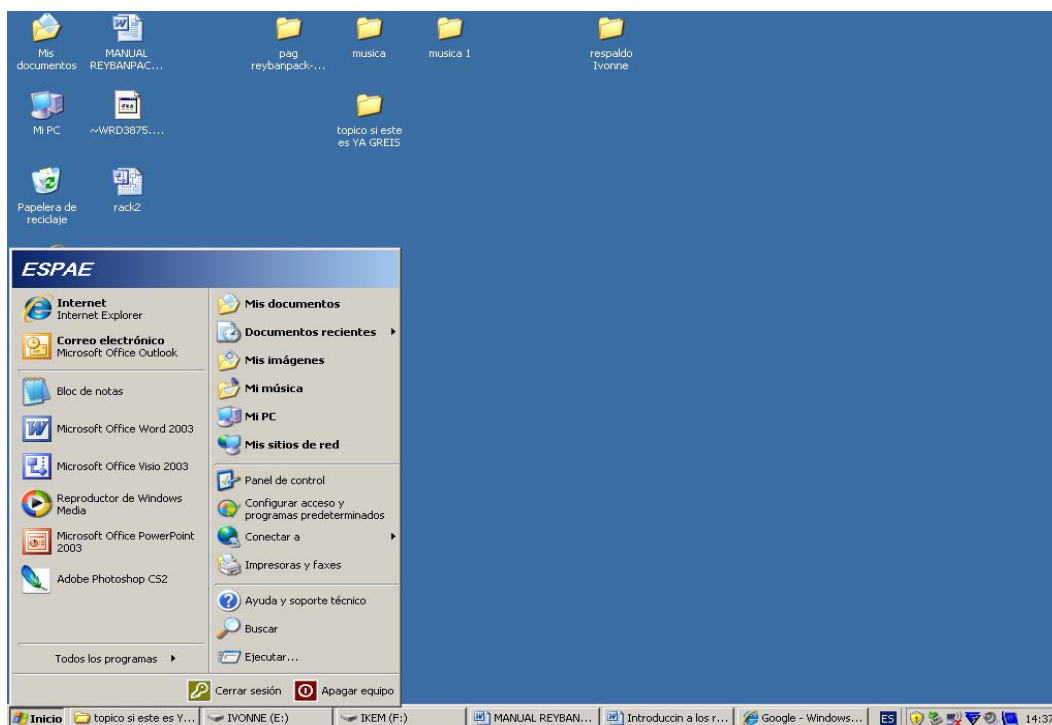 Mis
documentos
MANUAL
REYBANPAC...
pag
reybanpack-...
musica
musica 1
respaldo
Ivonne
Mi PC
~WRD3875....
topico si este
es YA GREIS
Papelera de
reciclaje
rack2
ESPAE
Internet
Internet Explorer
Correo electrónico
Microsoft Office Outlook
Bloc de notas
Microsoft Office Word 2003
Microsoft Office Visio 2003
Reproductor de Windows
Media
Microsoft Office PowerPoint
2003
Adobe Photoshop CS2
Todos los programas
Mis documentos
Documentos recientes
Mis imágenes
Mi música
Mi PC
Mis sitios de red
Panel de control
Configurar acceso y
programas predeterminados
Conectar a
Impresoras y faxes
Ayuda y soporte técnico
Buscar
Ejecutar...
Cerrar sesión
Apagar equipo
Inicio
topico si este es Y...
IVONNE (E:)
IKEM (F:)
MANUAL REYBAN...
Introduccin a los r...
Google - Windows...
ES